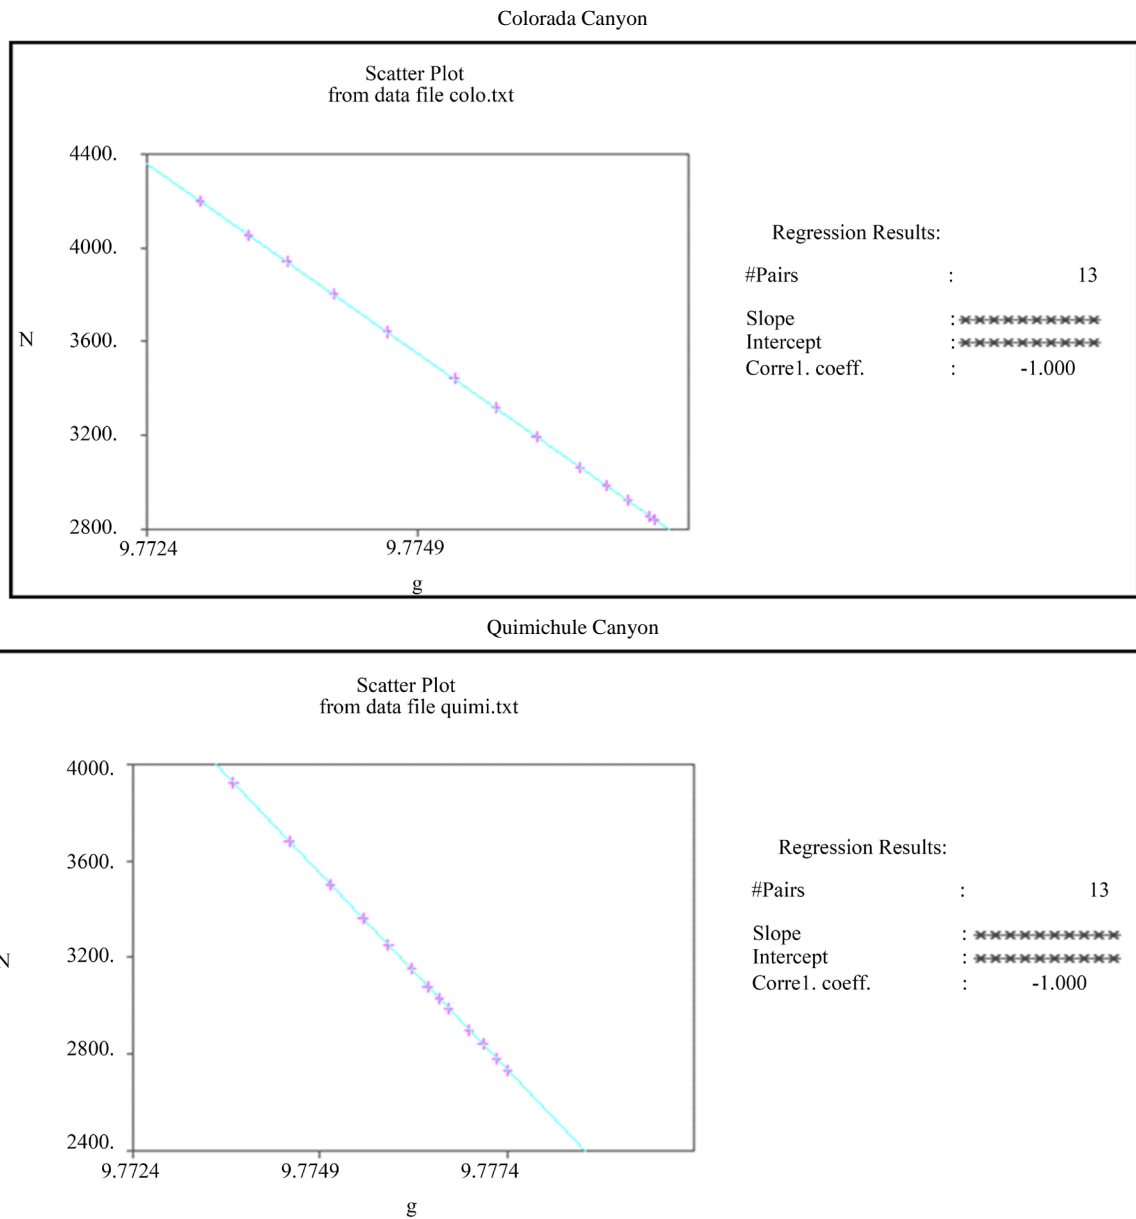 Colorada Canyon
Scatter Plot
from data file colo.txt
4400.
4000.
N
3600.
3200.
2800.
9.7724
9.7749
g
Regression Results:
#Pairs : 13
Slope :**********
Intercept :**********
Corre1. coeff. : -1.000
Quimichule Canyon
Scatter Plot
from data file quimi.txt
4000.
3600.
N
3200.
2800.
2400.
9.7724
9.7749
9.7774
g
Regression Results:
#Pairs : 13
Slope :**********
Intercept :**********
Corre1. coeff. : -1.000